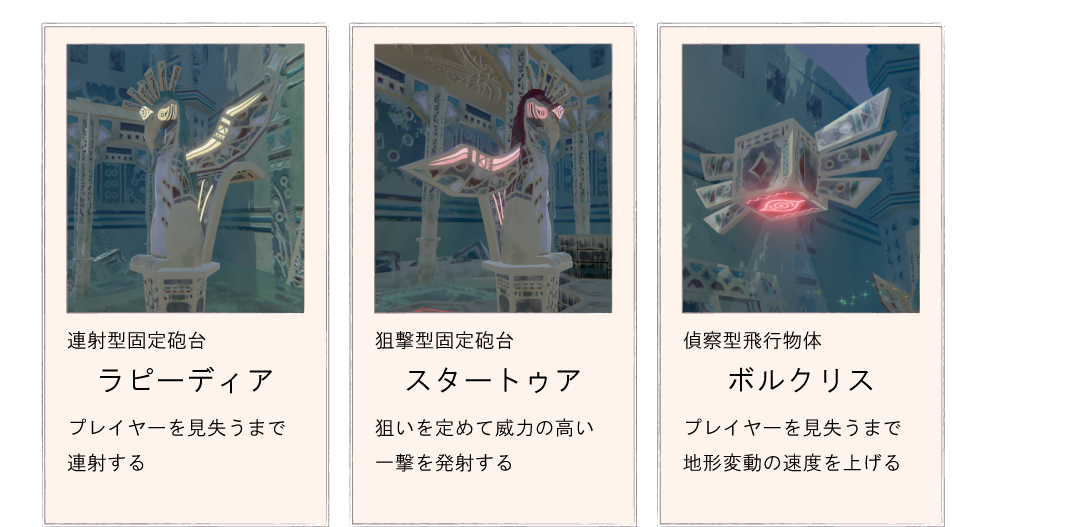 連射型固定砲台
ラピーディア
プレイヤーを見失うまで
連射する
狙撃型固定砲台
スタートゥア
狙いを定めて威力の高い
一撃を発射する
偵察型飛行物体
ボルクリス
プレイヤーを見失うまで
地形変動の速度を上げる